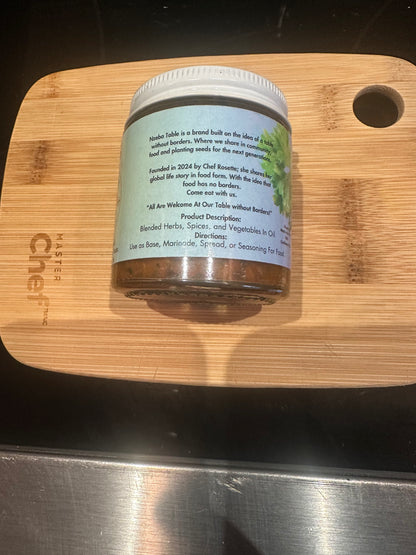 Nzeba Table is a brand built on the idea of a table
without borders. Where we share in community
food and planting seeds for the next generation.
Founded in 2024 by Chef Rosette; she shares her
global life story in food form. With the idea that
food has no borders.
Come eat with us.
"All Are Welcome At Our Table without Borders!"
Product Description:
Blended Herbs, Spices, and Vegetables In Oil
Directions:
Use as Base, Marinade, Spread, or Seasoning For Food
MASTER
Chef